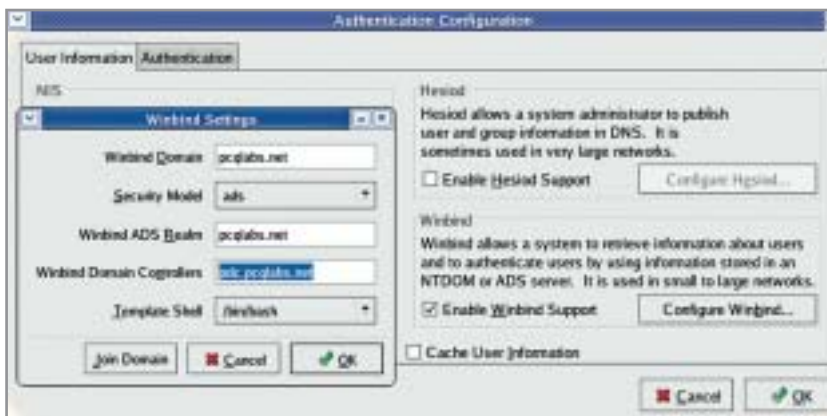 Authentication Configuration
User Information
Authentication
NIS
Winbind Settings
Winbind Domain pcqlabs.net
Security Model ads
Winbind ADS Realm pcqlabs.net
Winbind Domain Controllers pdc.pcqlabs.net
Template Shell /bin/bash
Join Domain
Cancel
OK
Hesiod
Hesiod allows a system administrator to publish
user and group information in DNS. It is
sometimes used in very large networks.
Enable Hesiod Support
Configure Hesiod...
Winbind
Winbind allows a system to retrieve information about users
and to authenticate users by using information stored in an
NTDOM or ADS server. It is used in small to large networks.
Enable Winbind Support
Configure Winbind...
Cache User Information
Cancel
OK